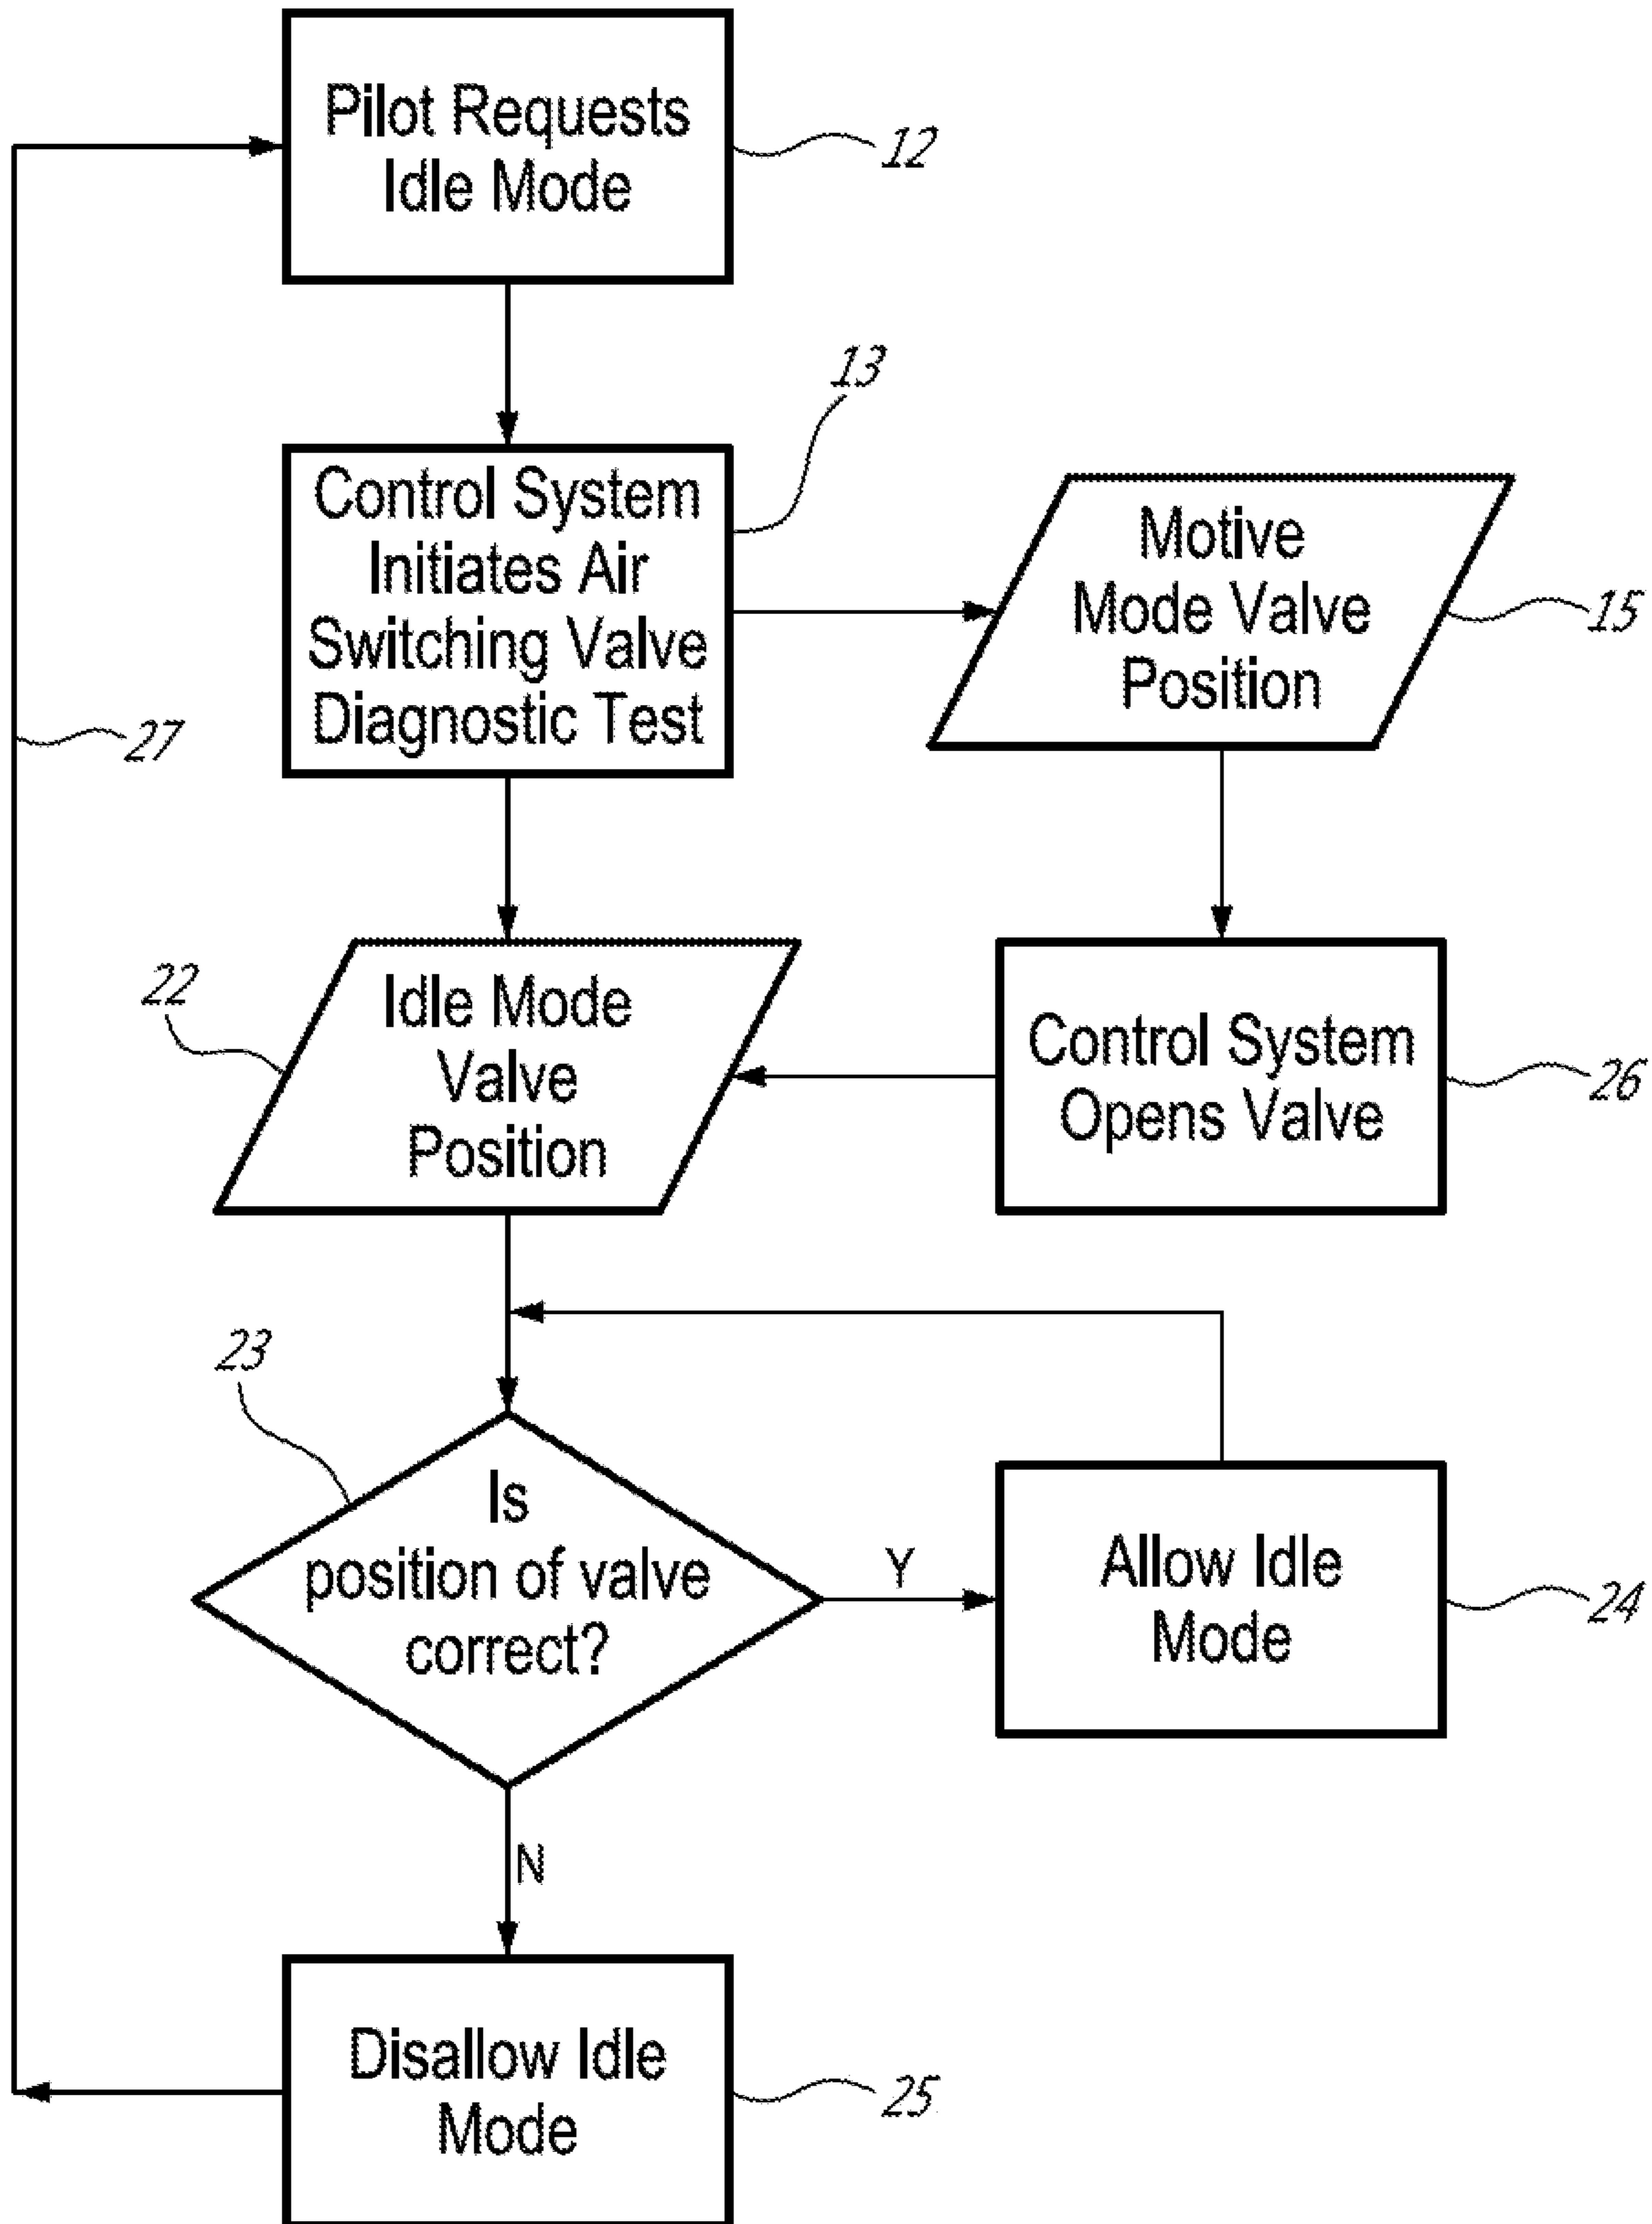 Pilot Requests
Idle Mode
12
13
Control System
Initiates Air
Switching Valve
Diagnostic Test
Motive
Mode Valve
Position
15
27
22
Idle Mode
Valve
Position
Control System
Opens Valve
26
23
Is
position of valve
correct?
Y
Allow Idle
Mode
24
N
Disallow Idle
Mode
25